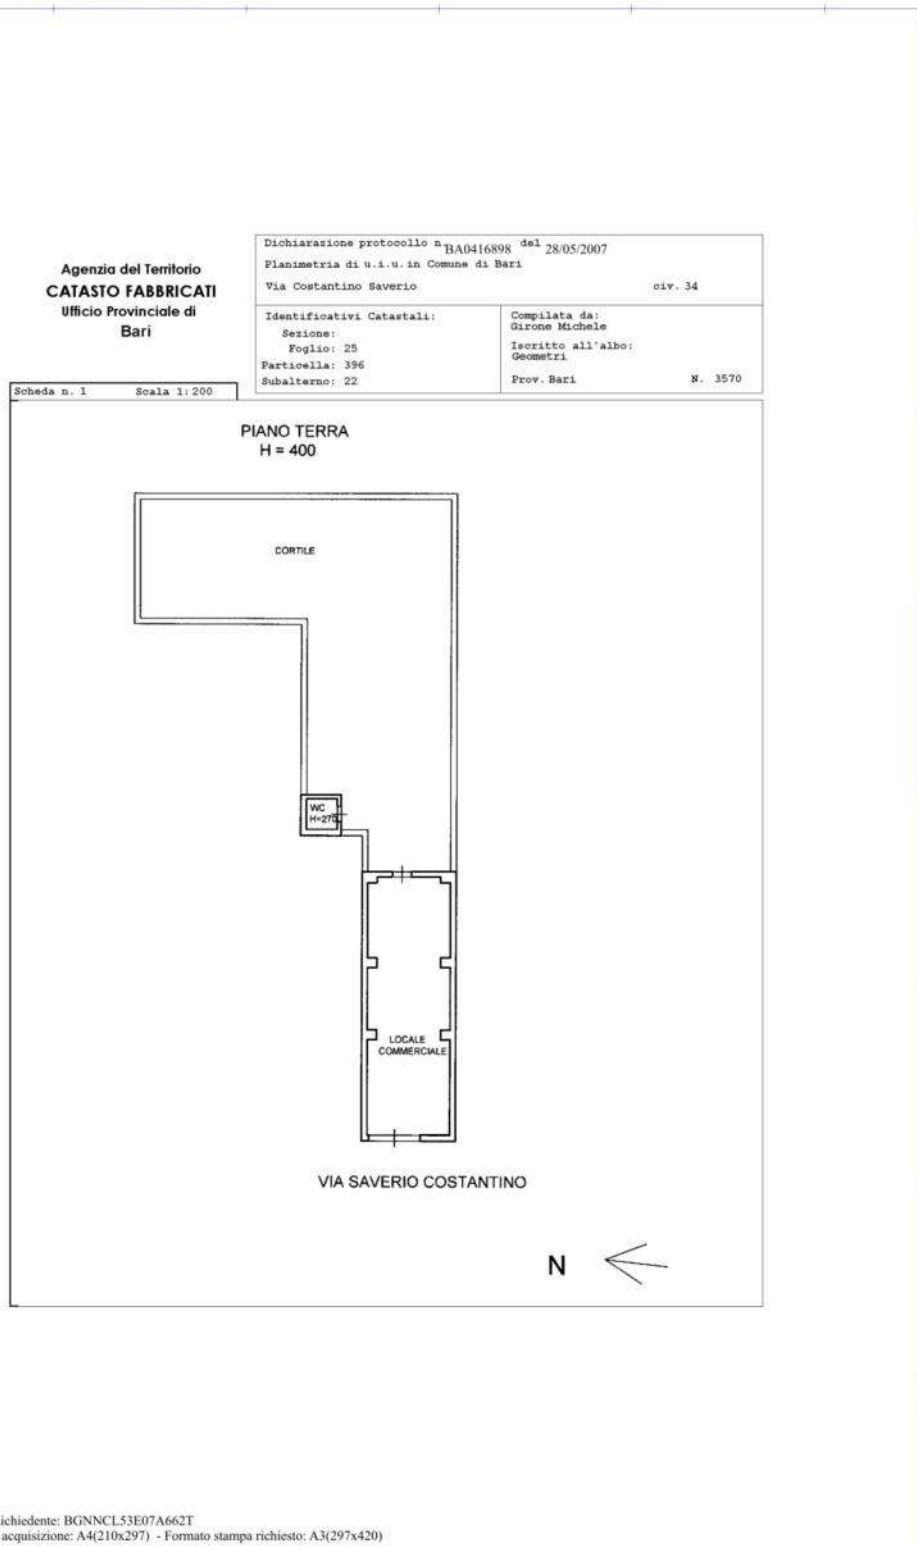 Agenzia del Territorio
CATASTO FABBRICATI
Ufficio Provinciale di
Bari
Dichiarazione protocollo n BA0416898 del 28/05/2007
Planimetria di u.i.u. in Comune di Bari
Via Costantino Saverio civ. 34
Identificativi Catastali:
Sezione:
Foglio: 25
Particella: 396
Subalterno: 22
Compilata da:
Girone Michele
Iscritto all'albo:
Geometri
Prov. Bari N. 3570
Scheda n. 1 Scala 1:200
PIANO TERRA
H = 400
CORTILE
WC
H=270
LOCALE
COMMERCIALE
VIA SAVERIO COSTANTINO
N
ichiedente: BGNNCL53E07A662T
acquisizione: A4(210x297) - Formato stampa richiesto: A3(297x420)